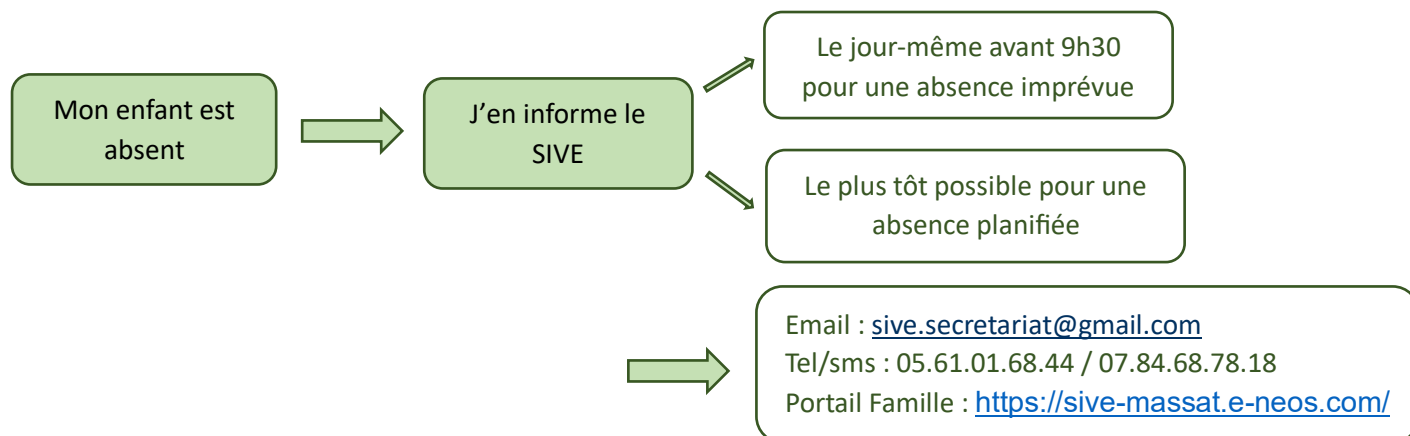 Mon enfant est
absent
J'en informe le
SIVE
Le jour-même avant 9h30
pour une absence imprévue
Le plus tôt possible pour une
absence planifiée
Email : sive.secretariat@gmail.com
Tel/sms : 05.61.01.68.44 / 07.84.68.78.18
Portail Famille : https://sive-massat.e-neos.com/